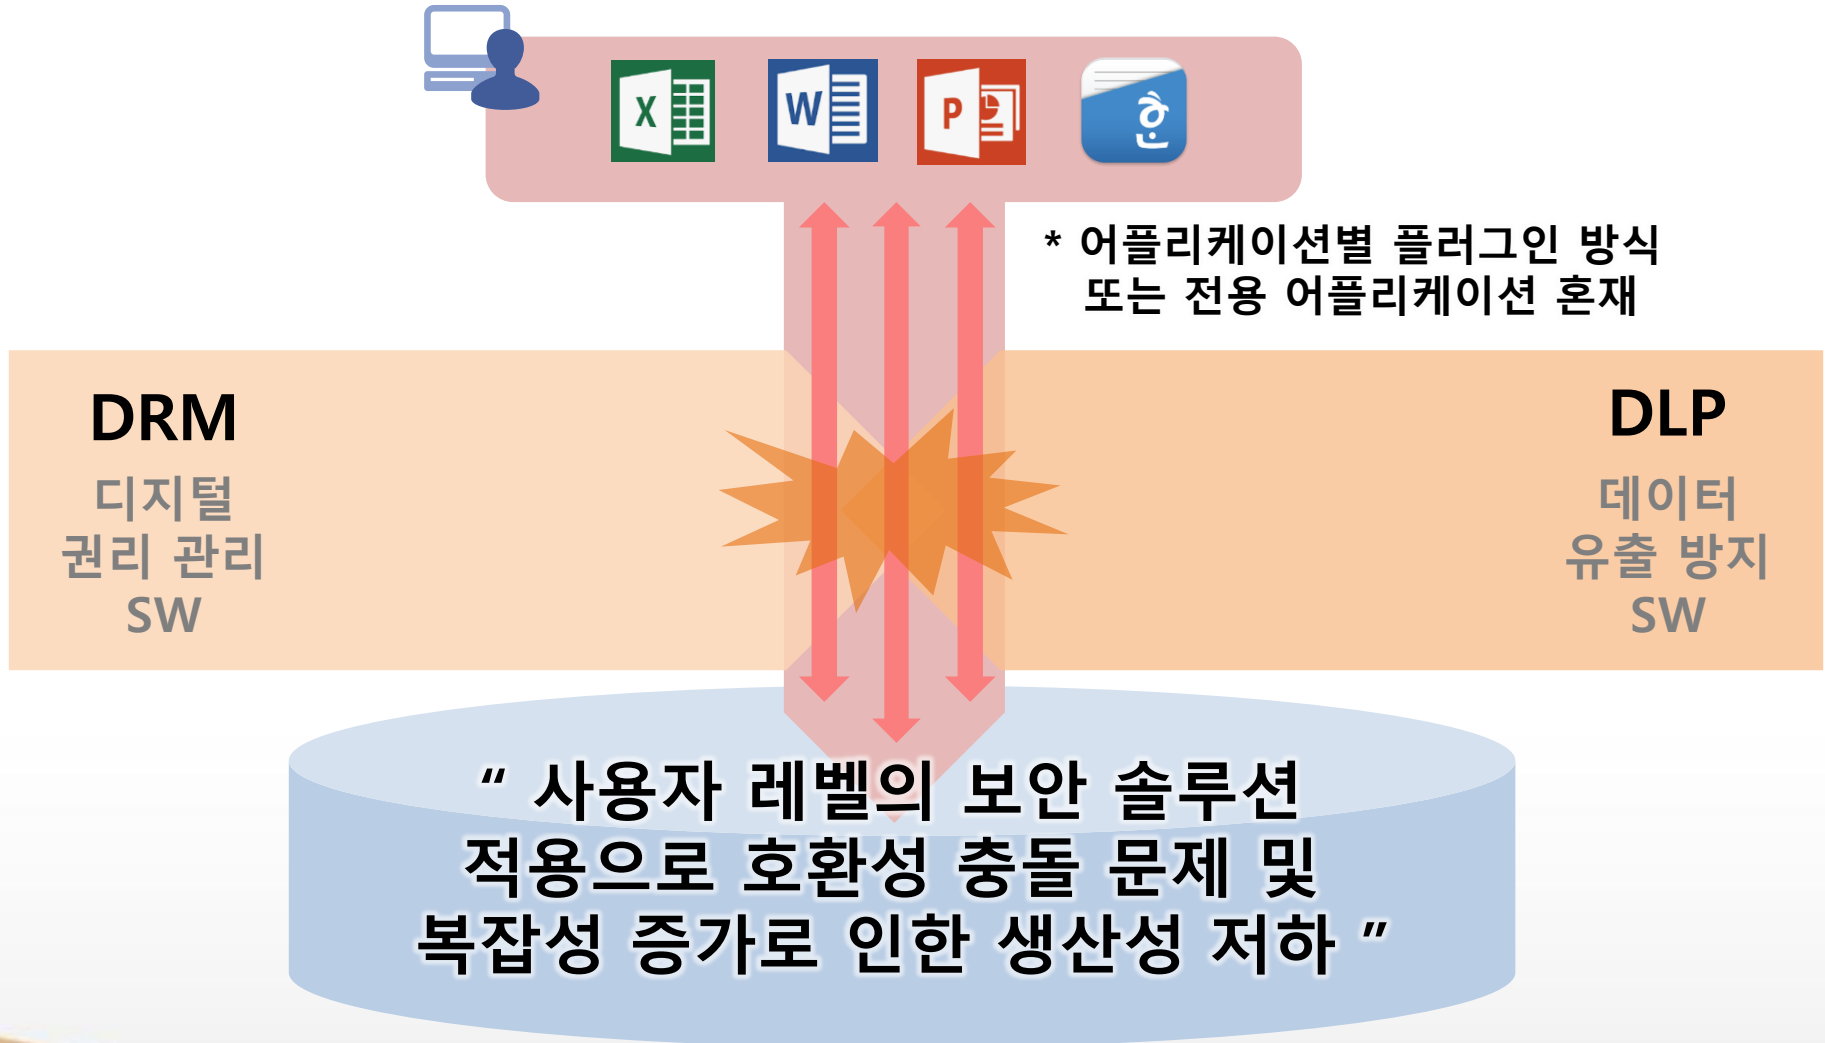 X
W
P
한
* 어플리케이션별 플러그인 방식
또는 전용 어플리케이션 혼재
DRM
디지털
권리 관리
SW
DLP
데이터
유출 방지
SW
“ 사용자 레벨의 보안 솔루션
적용으로 호환성 충돌 문제 및
복잡성 증가로 인한 생산성 저하 ”